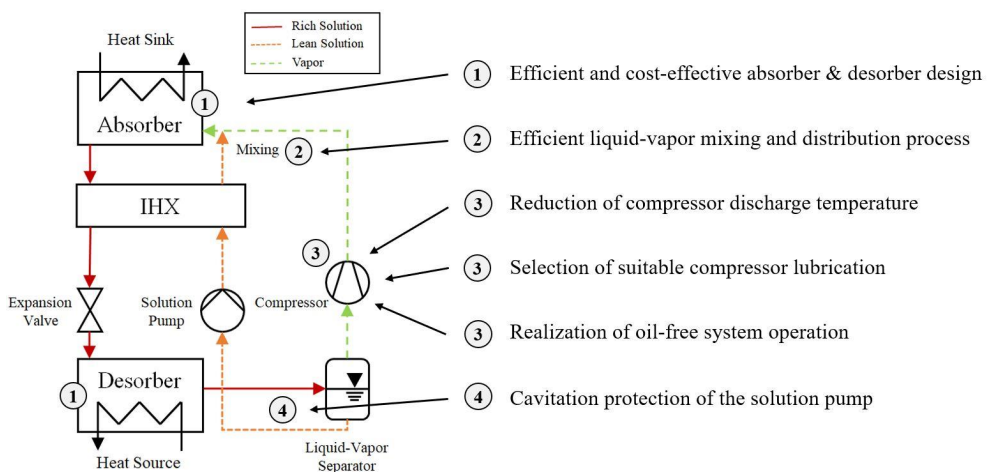 Rich Solution
Lean Solution
Vapor
Heat Sink
1
Absorber
Mixing 2
IHX
3
Expansion
Valve
Solution
Pump
Compressor
Desorber
1
4
Heat Source
Liquid-Vapor
Separator
1 Efficient and cost-effective absorber & desorber design
2 Efficient liquid-vapor mixing and distribution process
3 Reduction of compressor discharge temperature
3 Selection of suitable compressor lubrication
3 Realization of oil-free system operation
4 Cavitation protection of the solution pump